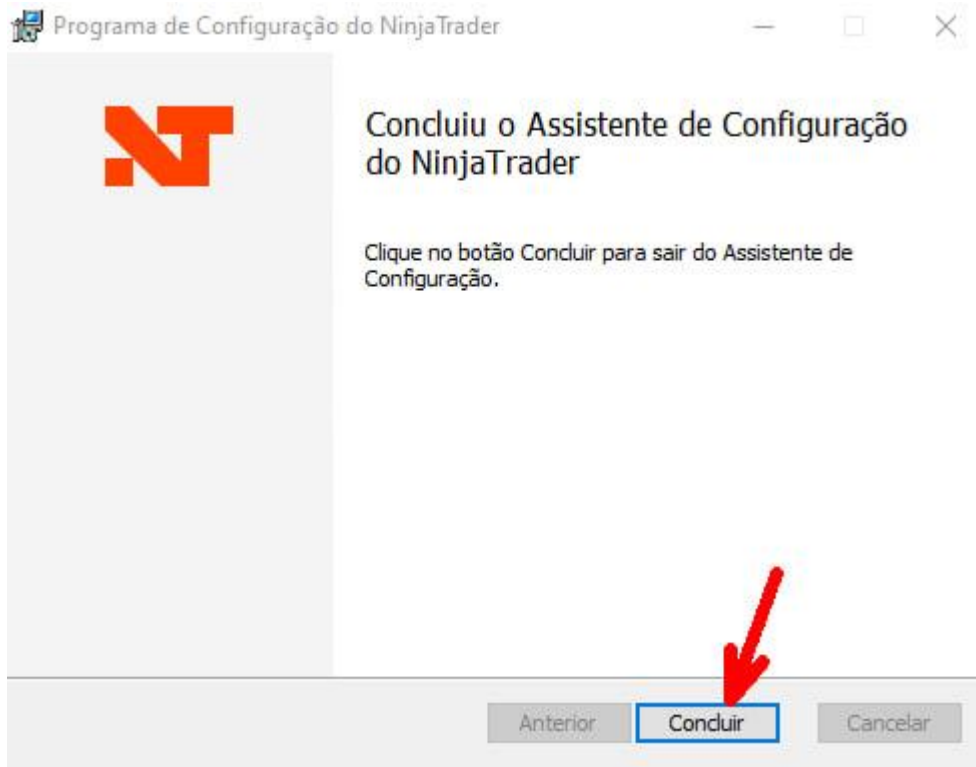 Programa de Configuração do NinjaTrader
NT
Concluiu o Assistente de Configuração
do NinjaTrader
Clique no botão Concluir para sair do Assistente de
Configuração.
Anterior
Concluir
Cancelar